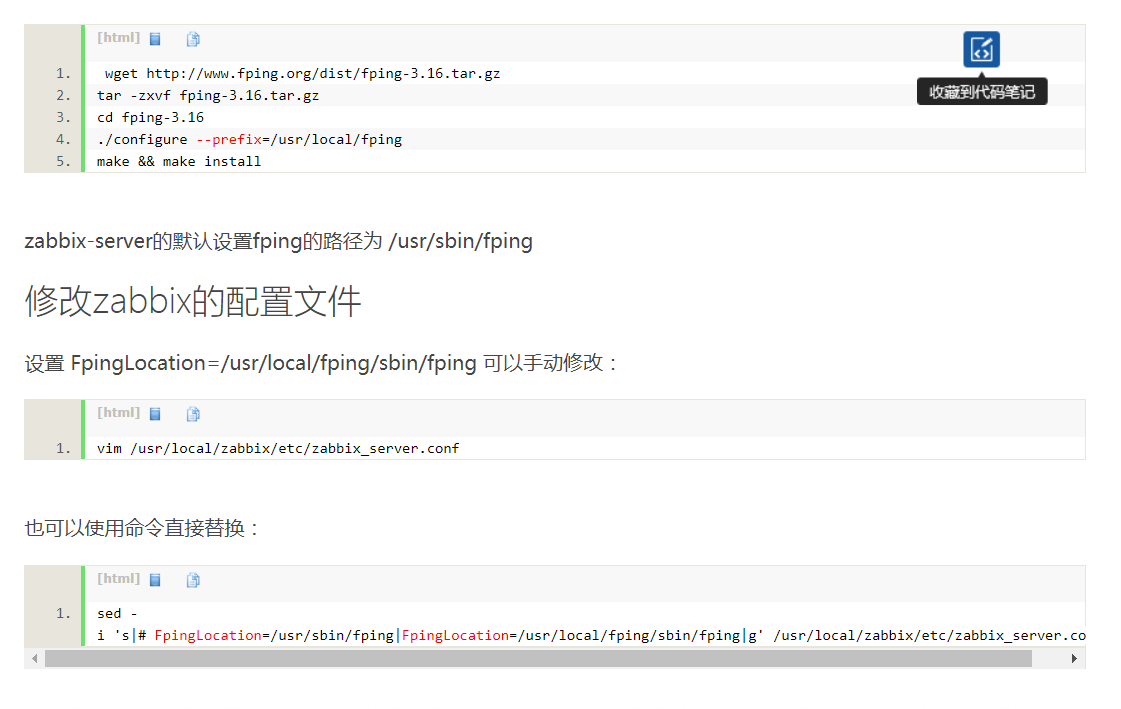 [html]
收藏到代码笔记
1. wget http://www.fping.org/dist/fping-3.16.tar.gz
2. tar -zxvf fping-3.16.tar.gz
3. cd fping-3.16
4. ./configure --prefix=/usr/local/fping
5. make && make install
zabbix-server的默认设置fping的路径为 /usr/sbin/fping
修改zabbix的配置文件
设置 FpingLocation=/usr/local/fping/sbin/fping 可以手动修改：
[html]
1. vim /usr/local/zabbix/etc/zabbix_server.conf
也可以使用命令直接替换：
[html]
1. sed -
i 's|# FpingLocation=/usr/sbin/fping|FpingLocation=/usr/local/fping/sbin/fping|g' /usr/local/zabbix/etc/zabbix_server.co